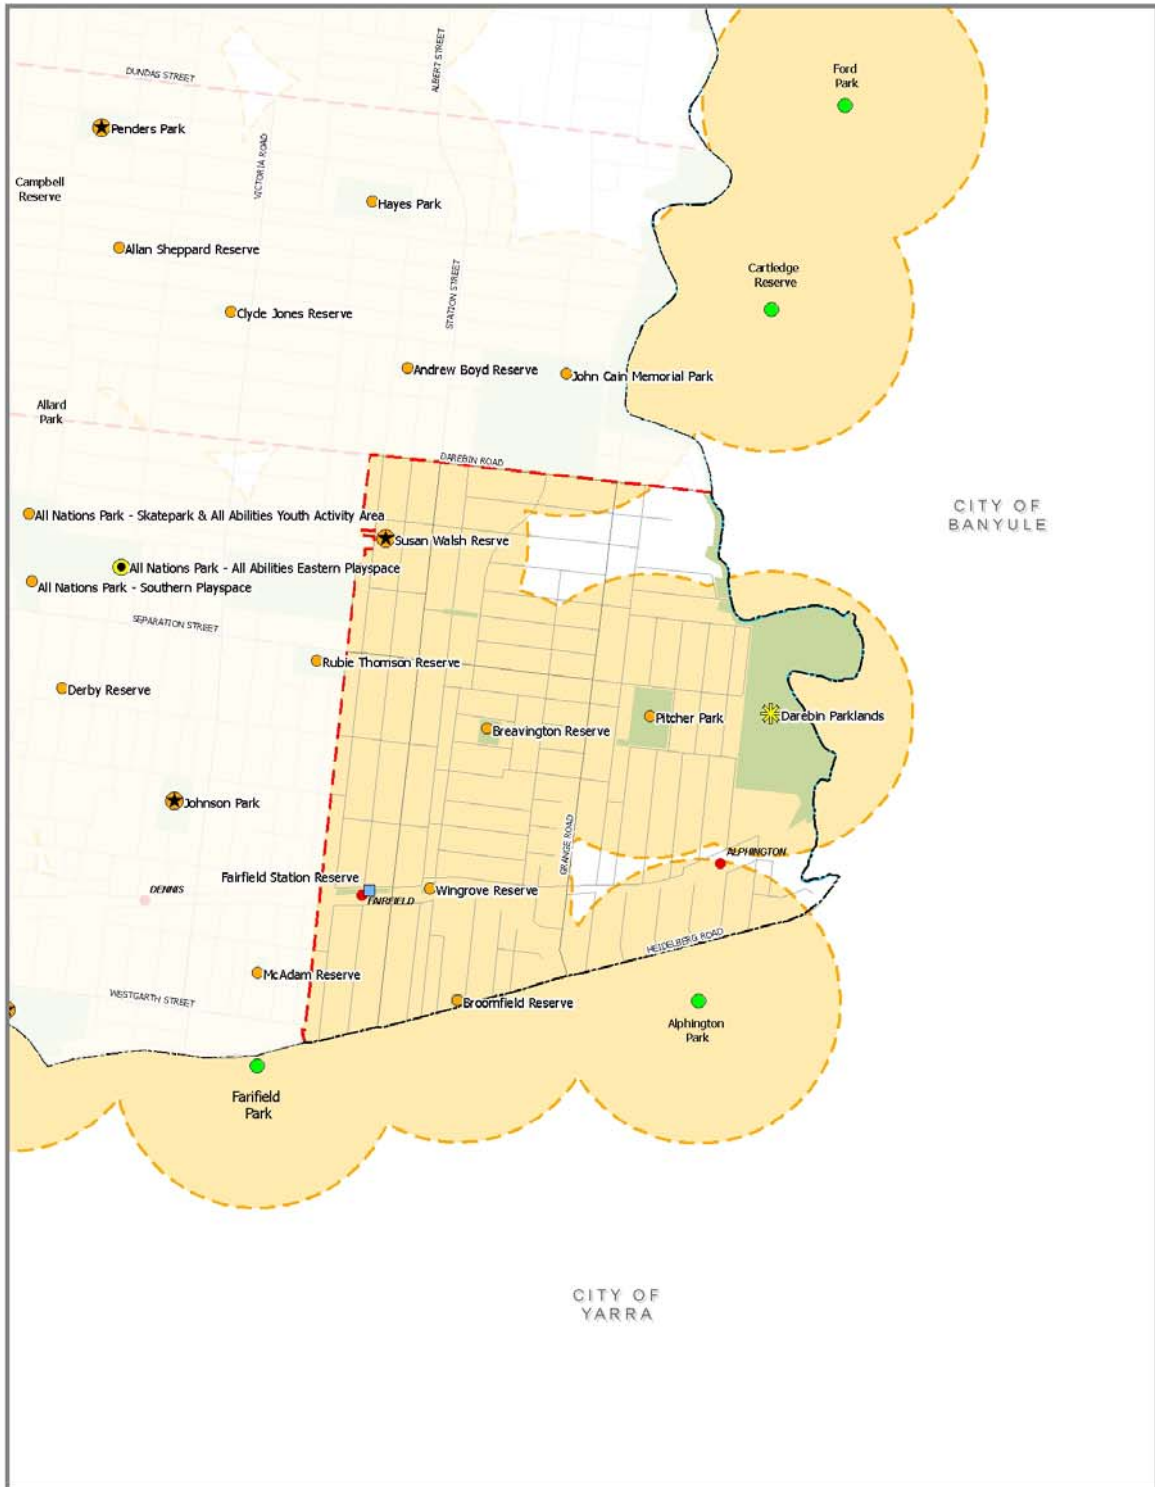 Ford
Park
DUNDAS STREET
ALBERT STREET
Penders Park
VICTORIA ROAD
Campbell
Reserve
Hayes Park
Allan Sheppard Reserve
Cartledge
Reserve
STATION STREET
Clyde Jones Reserve
Andrew Boyd Reserve
John Cain Memorial Park
Allard
Park
DAREBIN ROAD
CITY OF
BANYULE
All Nations Park - Skatepark & All Abilities Youth Activity Area
Susan Walsh Resrve
All Nations Park - All Abilities Eastern Playspace
All Nations Park - Southern Playspace
SEPARATION STREET
Rubie Thomson Reserve
Derby Reserve
Breavington Reserve
Pitcher Park
Darebin Parklands
Johnson Park
GRANGE ROAD
ALPHINGTON
Fairfield Station Reserve
DENNIS
FAIRFIELD
Wingrove Reserve
HEIDELBERG ROAD
McAdam Reserve
WESTGARTH STREET
Broomfield Reserve
Alphington
Park
Farifield
Park
CITY OF
YARRA